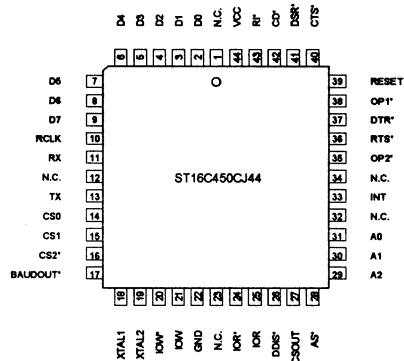 D4 D3 D2 D1 D0 N.C. VCC RI* CD* DSR* CTS*
6 5 4 3 2 1 44 43 42 41 40
D5 7 39 RESET
D6 8 38 OP1*
D7 9 37 DTR*
RCLK 10 36 RTS*
RX 11 35 OP2*
N.C. 12 ST16C450CJ44 34 N.C.
TX 13 33 INT
CS0 14 32 N.C.
CS1 15 31 A0
CS2* 16 30 A1
BAUDOUT* 17 29 A2
18 19 20 21 22 23 24 25 26 27 28
XTAL1 XTAL2 IOW* IOW GND N.C. IOR* IOR DDIS* CSOUT AS*